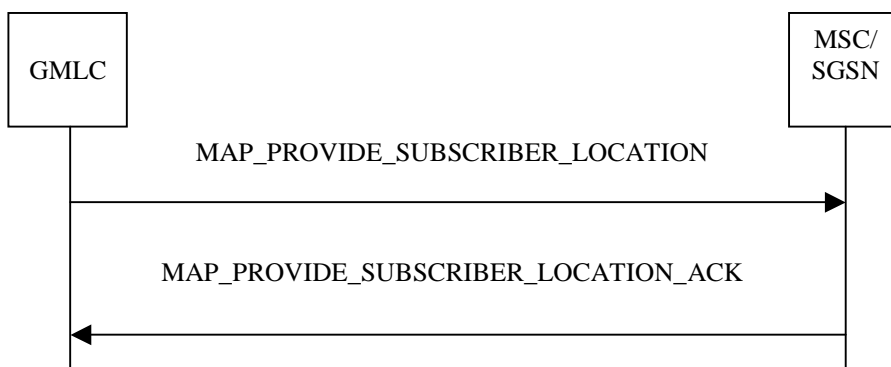 GMLC
MSC/
SGSN
MAP_PROVIDE_SUBSCRIBER_LOCATION
MAP_PROVIDE_SUBSCRIBER_LOCATION_ACK